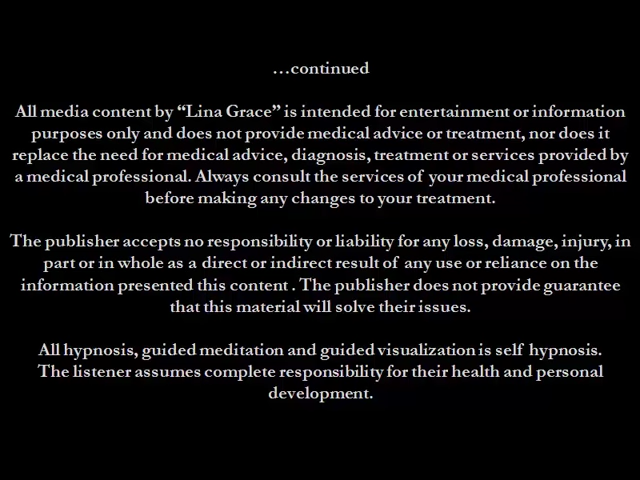 …continued
All media content by “Lina Grace” is intended for entertainment or information
purposes only and does not provide medical advice or treatment, nor does it
replace the need for medical advice, diagnosis, treatment or services provided by
a medical professional. Always consult the services of your medical professional
before making any changes to your treatment.
The publisher accepts no responsibility or liability for any loss, damage, injury, in
part or in whole as a direct or indirect result of any use or reliance on the
information presented this content . The publisher does not provide guarantee
that this material will solve their issues.
All hypnosis, guided meditation and guided visualization is self hypnosis.
The listener assumes complete responsibility for their health and personal
development.